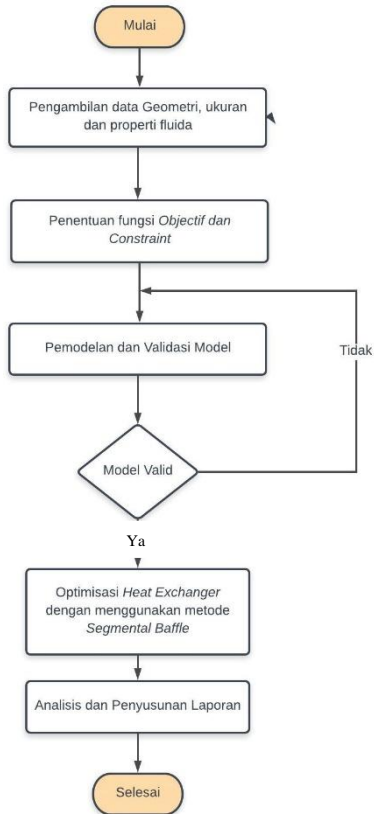 Mulai
Pengambilan data Geometri, ukuran
dan properti fluida
Penentuan fungsi Objectif dan
Constraint
Pemodelan dan Validasi Model
Tidak
Model Valid
Ya
Optimisasi Heat Exchanger
dengan menggunakan metode
Segmental Baffle
Analisis dan Penyusunan Laporan
Selesai